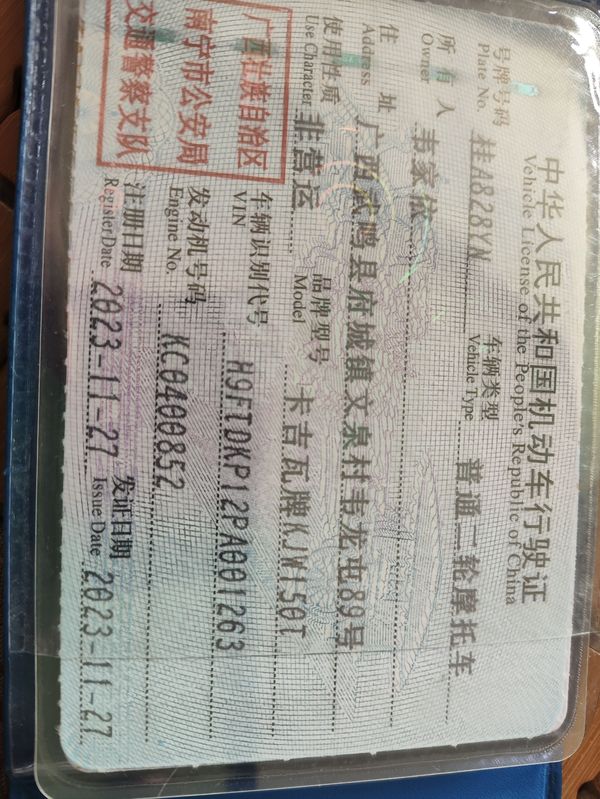 中华人民共和国机动车行驶证
Vehicle License of the People's Republic of China
号牌号码 桂A828YN 车辆类型 普通二轮摩托车
Plate No. Vehicle Type
所有人 韦家依
Owner
住址 广西武鸣县府城镇文泉村韦龙屯89号
Address
使用性质 非营运 品牌型号 卡吉瓦牌KJW150T
Use Character Model
广西壮族自治区
南宁市公安局
交通警察支队
车辆识别代号 H9FTDKP12PA001263
VIN
发动机号码 KC0400852
Engine No.
注册日期 2023-11-27 发证日期 2023-11-27
Register Date Issue Date